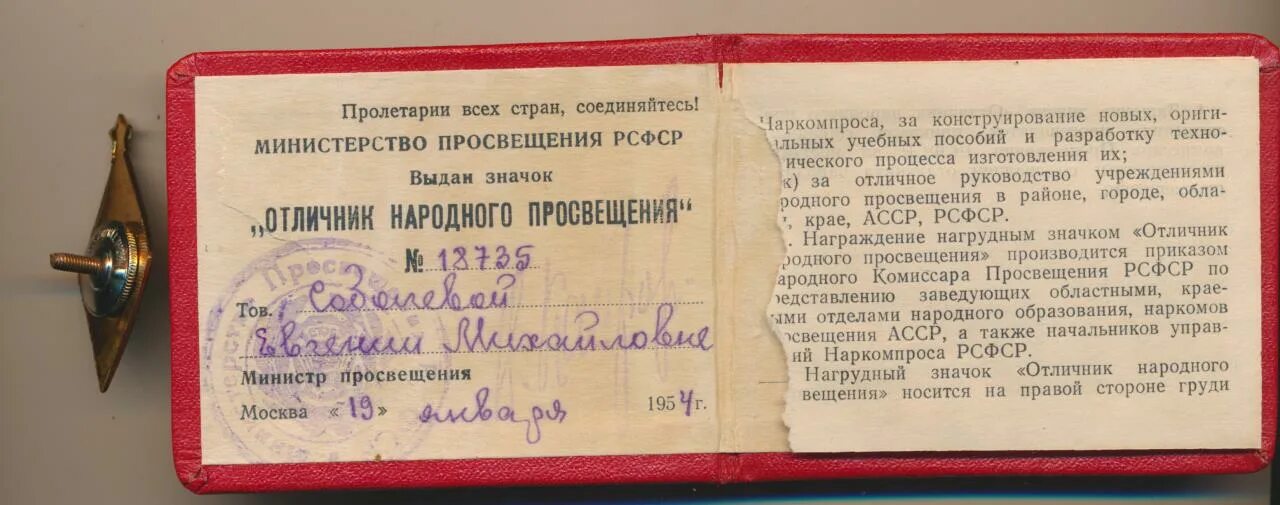 Пролетарии всех стран, соединяйтесь!
МИНИСТЕРСТВО ПРОСВЕЩЕНИЯ РСФСР
Выдан значок
„ОТЛИЧНИК НАРОДНОГО ПРОСВЕЩЕНИЯ“
№ 18735
Тов. Соболевой
Евгении Михайловне
Министр просвещения
Москва «19» января 1954 г.
Наркомпроса, за конструирование новых, ориги-
альных учебных пособий и разработку техно-
ического процесса изготовления их;
к) за отличное руководство учреждениями
родного просвещения в районе, городе, обла-
, крае, АССР, РСФСР.
. Награждение нагрудным значком «Отличник
родного просвещения» производится приказом
ародного Комиссара Просвещения РСФСР по
редставлению заведующих областными, крае-
ыми отделами народного образования, наркомов
освещения АССР, а также начальников управ-
ий Наркомпроса РСФСР.
Нагрудный значок «Отличник народного
вещения» носится на правой стороне груди